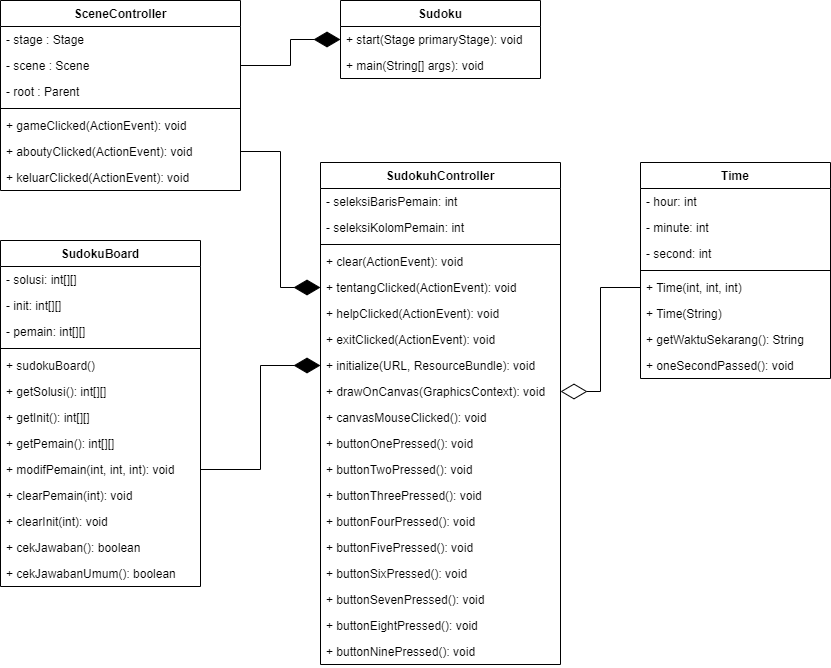 SceneController
- stage : Stage
- scene : Scene
- root : Parent
+ gameClicked(ActionEvent): void
+ aboutyClicked(ActionEvent): void
+ keluarClicked(ActionEvent): void
Sudoku
+ start(Stage primaryStage): void
+ main(String[] args): void
SudokuBoard
- solusi: int[][]
- init: int[][]
- pemain: int[][]
+ sudokuBoard()
+ getSolusi(): int[][]
+ getInit(): int[][]
+ getPemain(): int[][]
+ modifPemain(int, int, int): void
+ clearPemain(int): void
+ clearInit(int): void
+ cekJawaban(): boolean
+ cekJawabanUmum(): boolean
SudokuhController
- seleksiBarisPemain: int
- seleksiKolomPemain: int
+ clear(ActionEvent): void
+ tentangClicked(ActionEvent): void
+ helpClicked(ActionEvent): void
+ exitClicked(ActionEvent): void
+ initialize(URL, ResourceBundle): void
+ drawOnCanvas(GraphicsContext): void
+ canvasMouseClicked(): void
+ buttonOnePressed(): void
+ buttonTwoPressed(): void
+ buttonThreePressed(): void
+ buttonFourPressed(): void
+ buttonFivePressed(): void
+ buttonSixPressed(): void
+ buttonSevenPressed(): void
+ buttonEightPressed(): void
+ buttonNinePressed(): void
Time
- hour: int
- minute: int
- second: int
+ Time(int, int, int)
+ Time(String)
+ getWaktuSekarang(): String
+ oneSecondPassed(): void